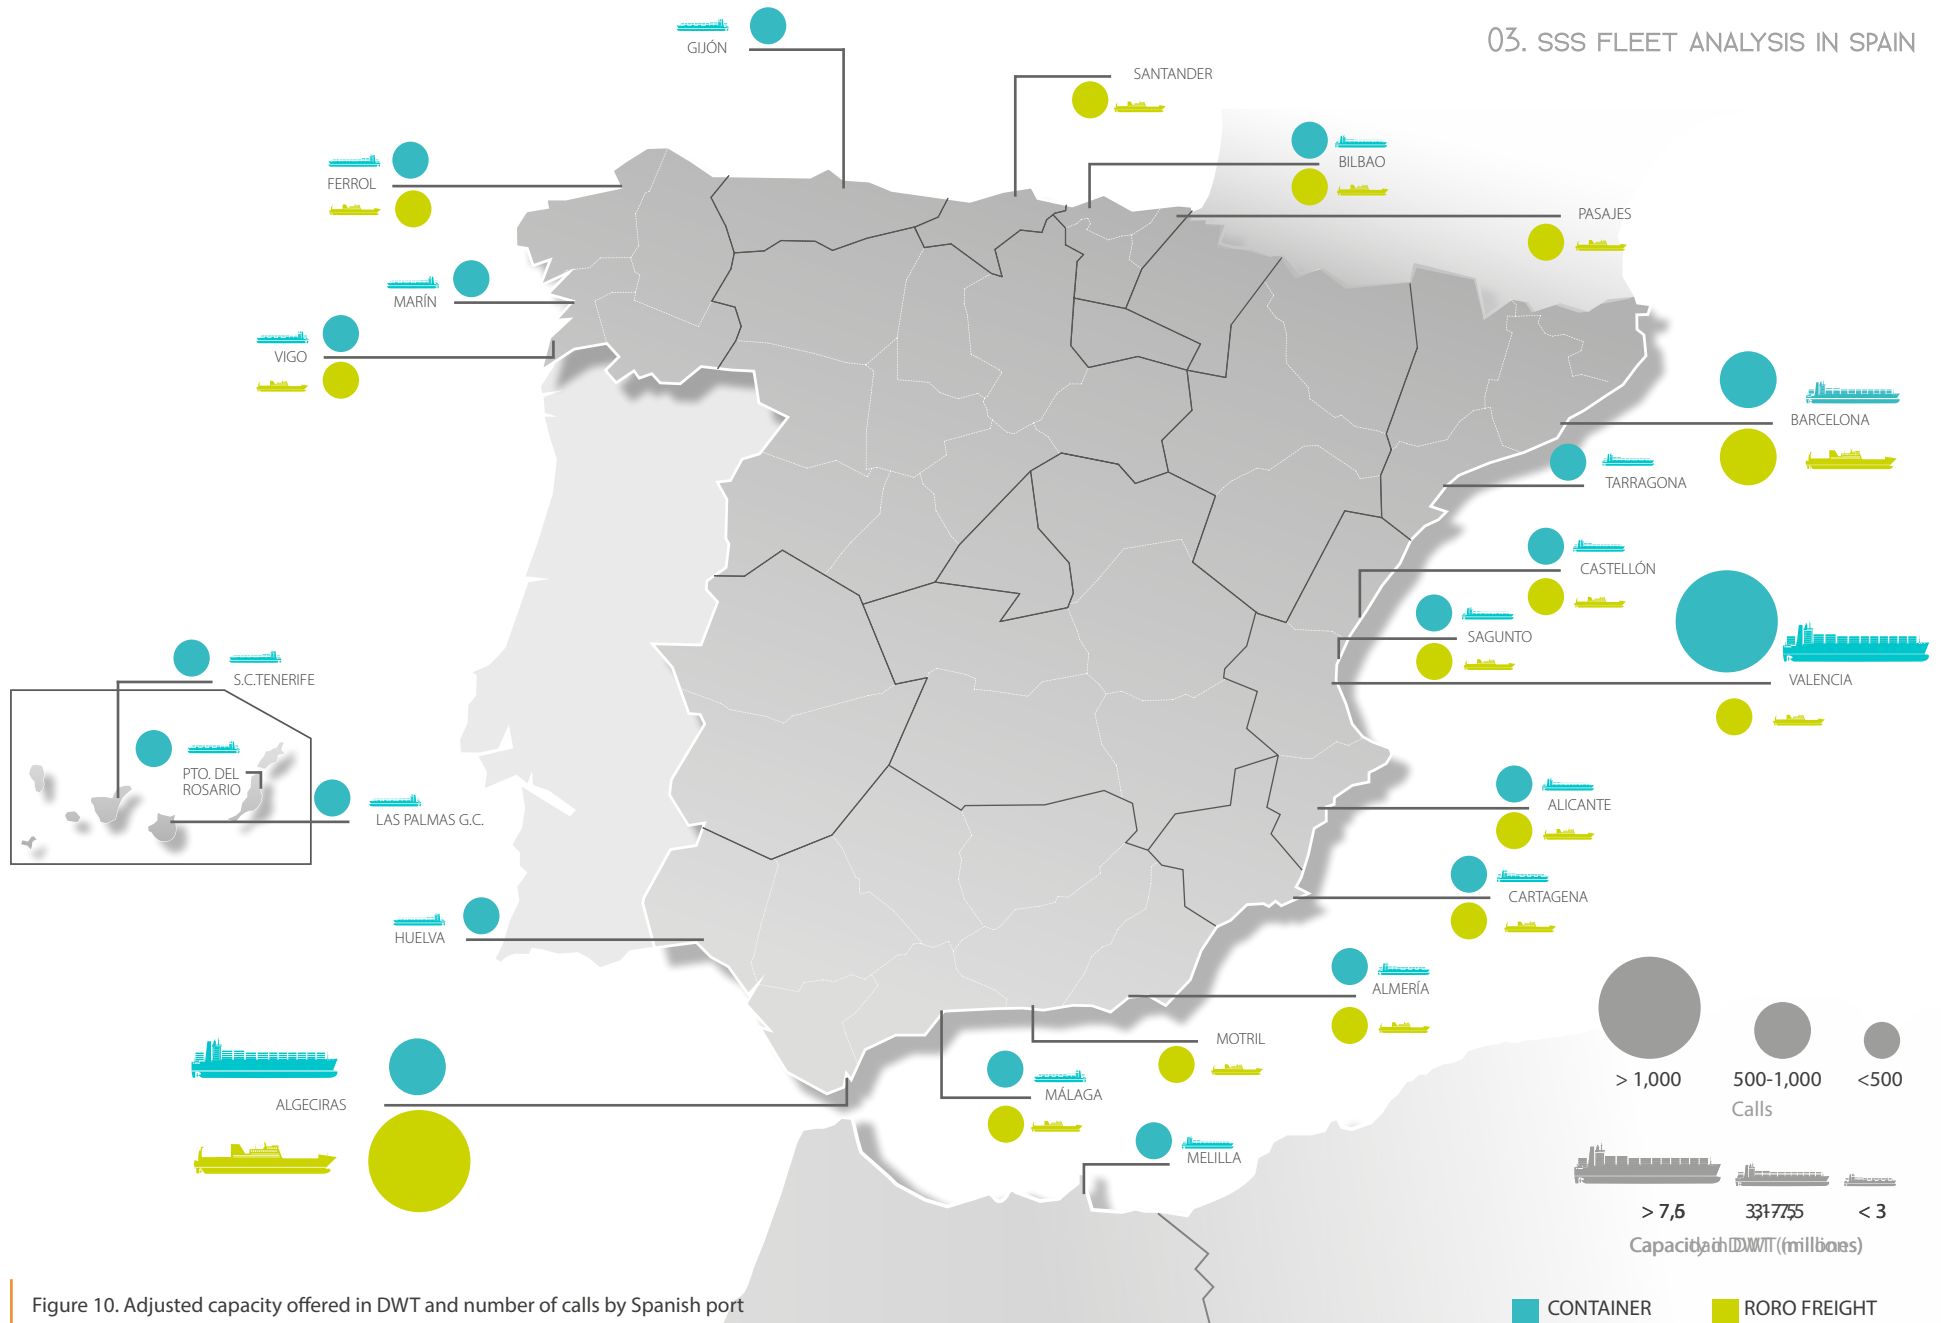 03. SSS FLEET ANALYSIS IN SPAIN
GIJÓN
SANTANDER
BILBAO
FERROL
PASAJES
MARÍN
VIGO
BARCELONA
TARRAGONA
CASTELLÓN
SAGUNTO
VALENCIA
S.C.TENERIFE
PTO. DEL
ROSARIO
LAS PALMAS G.C.
ALICANTE
CARTAGENA
HUELVA
ALMERÍA
MOTRIL
MÁLAGA
ALGECIRAS
MELILLA
> 1,000
500-1,000
<500
Calls
< 3
(millions)
Figure 10. Adjusted capacity offered in DWT and number of calls by Spanish port
CONTAINER
RORO FREIGHT